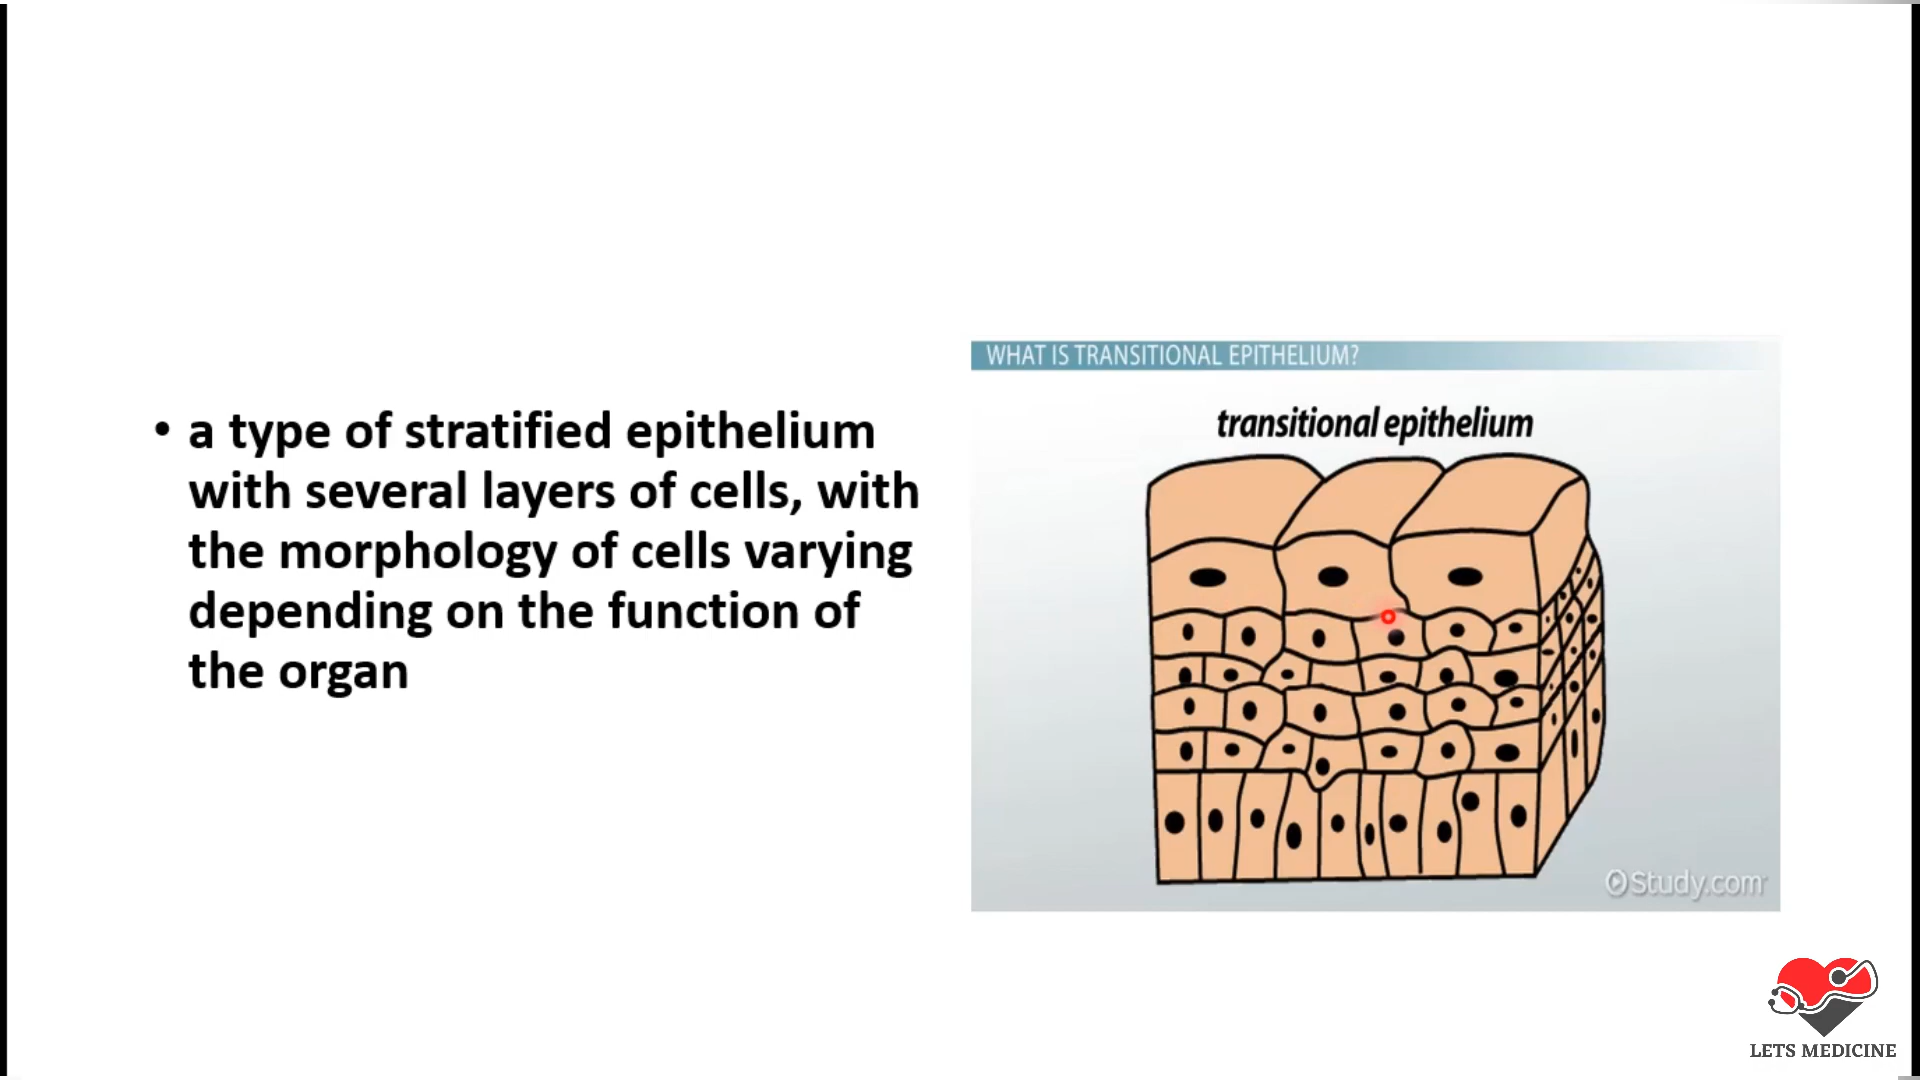 • a type of stratified epithelium
with several layers of cells, with
the morphology of cells varying
depending on the function of
the organ
WHAT IS TRANSITIONAL EPITHELIUM?
transitional epithelium
Study.com
LETS MEDICINE